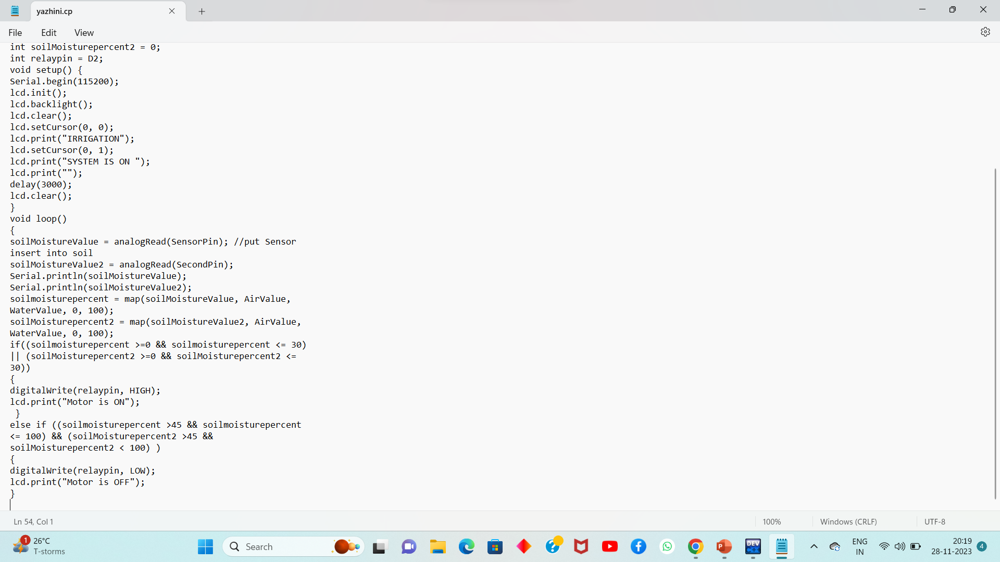 yazhini.cp
File Edit View
int soilMoisturepercent2 = 0;
int relaypin = D2;
void setup() {
Serial.begin(115200);
lcd.init();
lcd.backlight();
lcd.clear();
lcd.setCursor(0, 0);
lcd.print("IRRIGATION");
lcd.setCursor(0, 1);
lcd.print("SYSTEM IS ON ");
lcd.print("");
delay(3000);
lcd.clear();
}
void loop()
{
soilMoistureValue = analogRead(SensorPin); //put Sensor
insert into soil
soilMoistureValue2 = analogRead(SecondPin);
Serial.println(soilMoistureValue);
Serial.println(soilMoistureValue2);
soilmoisturepercent = map(soilMoistureValue, AirValue,
WaterValue, 0, 100);
soilMoisturepercent2 = map(soilMoistureValue2, AirValue,
WaterValue, 0, 100);
if((soilmoisturepercent >=0 && soilmoisturepercent <= 30)
|| (soilMoisturepercent2 >=0 && soilMoisturepercent2 <=
30))
{
digitalWrite(relaypin, HIGH);
lcd.print("Motor is ON");
}
else if ((soilmoisturepercent >45 && soilmoisturepercent
<= 100) && (soilMoisturepercent2 >45 &&
soilMoisturepercent2 < 100) )
{
digitalWrite(relaypin, LOW);
lcd.print("Motor is OFF");
}
Ln 54, Col 1 100% Windows (CRLF) UTF-8
1 26°C
T-storms
Search
P
DEV
C++
ENG
IN
20:19
28-11-2023
4